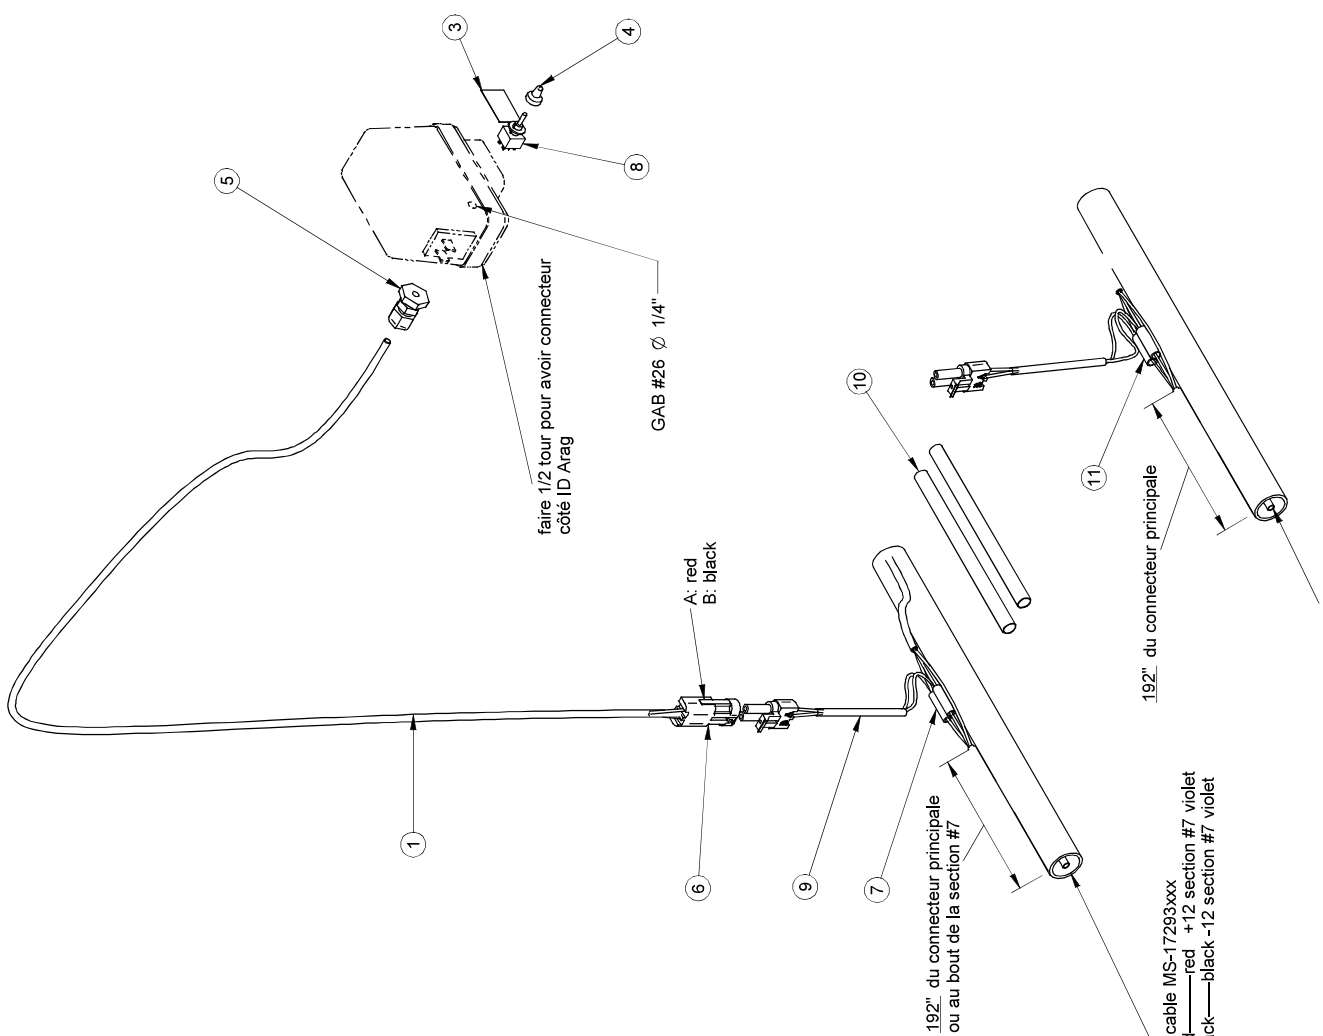 3
4
5
8
faire 1/2 tour pour avoir connecteur
côté ID Arag
GAB #26 Ø 1/4"
10
11
A: red
B: black
192" du connecteur principale
1
6
9
7
192" du connecteur principale
ou au bout de la section #7
cable MS-17293xxx
red +12 section #7 violet
black -12 section #7 violet